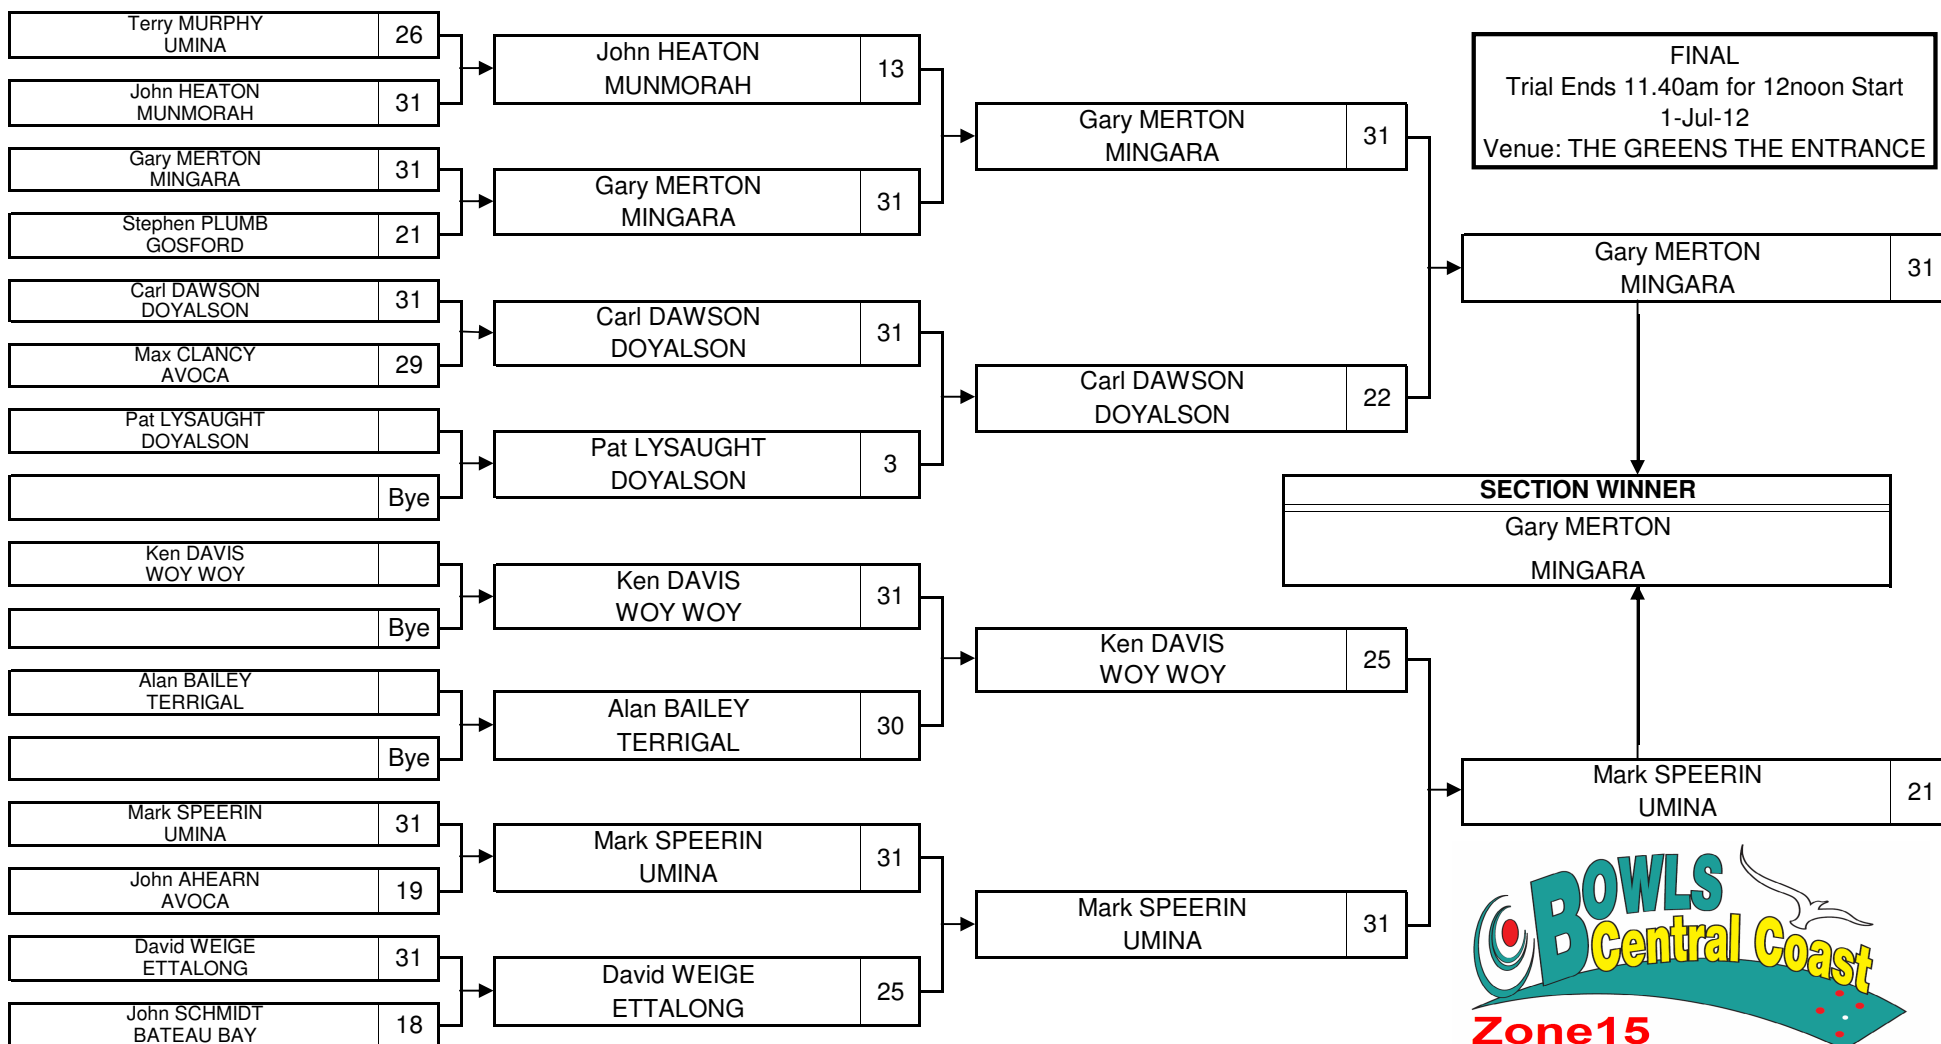 Terry MURPHY
UMINA
26
John HEATON
MUNMORAH
31
Gary MERTON
MINGARA
31
Stephen PLUMB
GOSFORD
21
Carl DAWSON
DOYALSON
31
Max CLANCY
AVOCA
29
Pat LYSAUGHT
DOYALSON
Bye
Ken DAVIS
WOY WOY
Bye
Alan BAILEY
TERRIGAL
Bye
Mark SPEERIN
UMINA
31
John AHEARN
AVOCA
19
David WEIGE
ETTALONG
31
John SCHMIDT
BATEAU BAY
18
John HEATON
MUNMORAH
13
Gary MERTON
MINGARA
31
Carl DAWSON
DOYALSON
31
Pat LYSAUGHT
DOYALSON
3
Ken DAVIS
WOY WOY
31
Alan BAILEY
TERRIGAL
30
Mark SPEERIN
UMINA
31
David WEIGE
ETTALONG
25
Gary MERTON
MINGARA
31
Carl DAWSON
DOYALSON
22
Ken DAVIS
WOY WOY
25
Mark SPEERIN
UMINA
31
FINAL
Trial Ends 11.40am for 12noon Start
1-Jul-12
Venue: THE GREENS THE ENTRANCE
Gary MERTON
MINGARA
31
SECTION WINNER
Gary MERTON
MINGARA
Mark SPEERIN
UMINA
21
BOWLS
Central Coast
Zone15